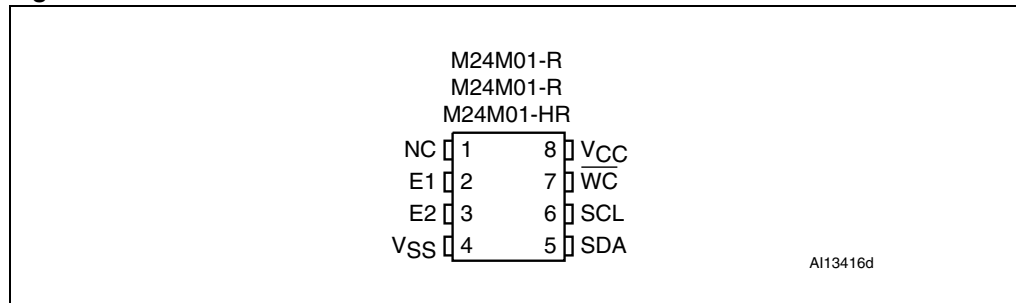 M24M01-R
M24M01-R
M24M01-HR
NC 1 8 VCC
E1 2 7 W̅C̅
E2 3 6 SCL
VSS 4 5 SDA
AI13416d